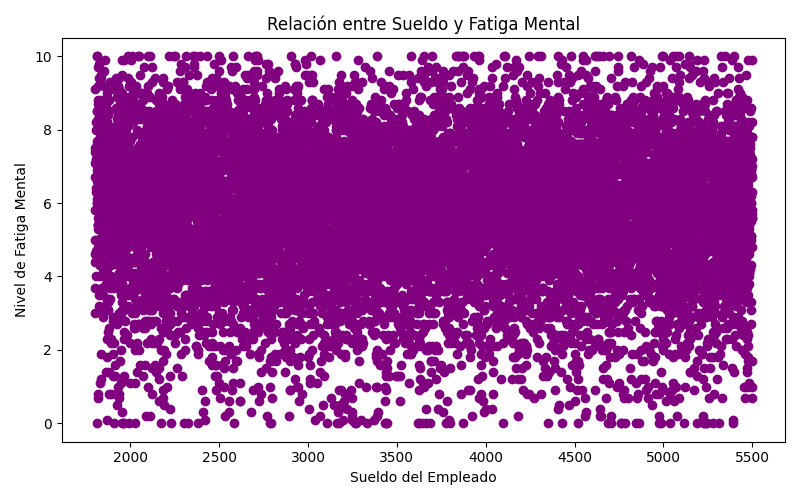 Relación entre Sueldo y Fatiga Mental
Nivel de Fatiga Mental
10
8
6
4
2
0
2000 2500 3000 3500 4000 4500 5000 5500
Sueldo del Empleado